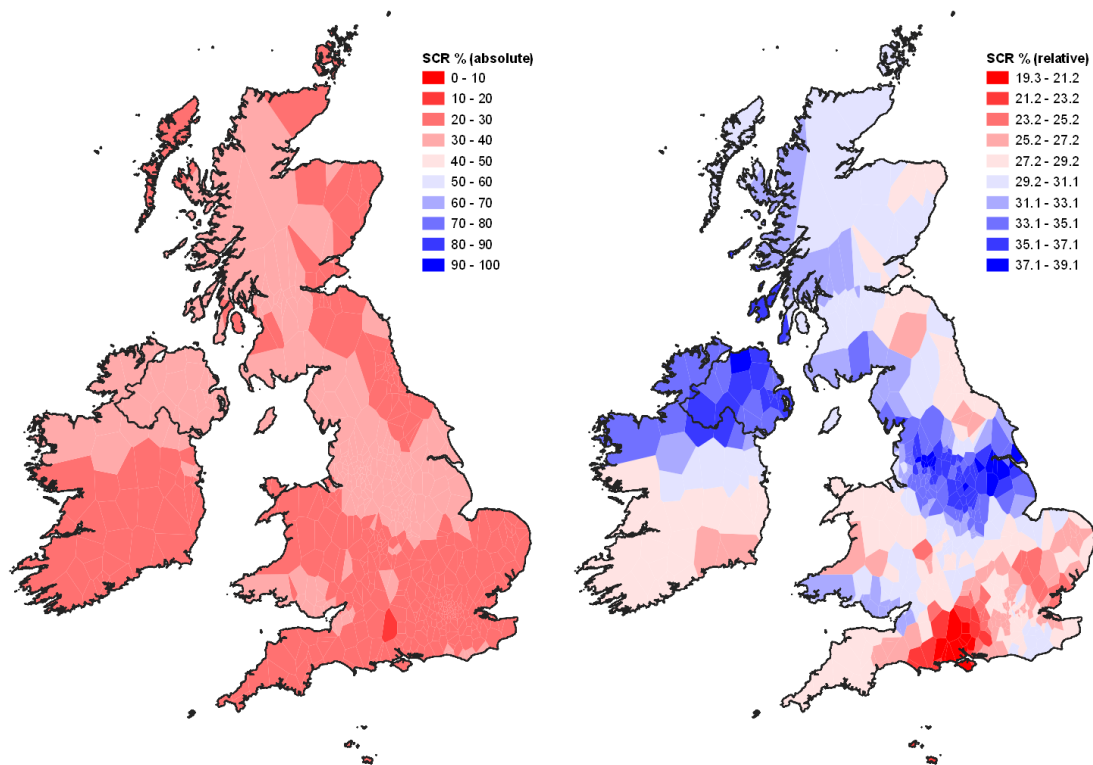 SCR % (absolute)
0 - 10
10 - 20
20 - 30
30 - 40
40 - 50
50 - 60
60 - 70
70 - 80
80 - 90
90 - 100
SCR % (relative)
19.3 - 21.2
21.2 - 23.2
23.2 - 25.2
25.2 - 27.2
27.2 - 29.2
29.2 - 31.1
31.1 - 33.1
33.1 - 35.1
35.1 - 37.1
37.1 - 39.1